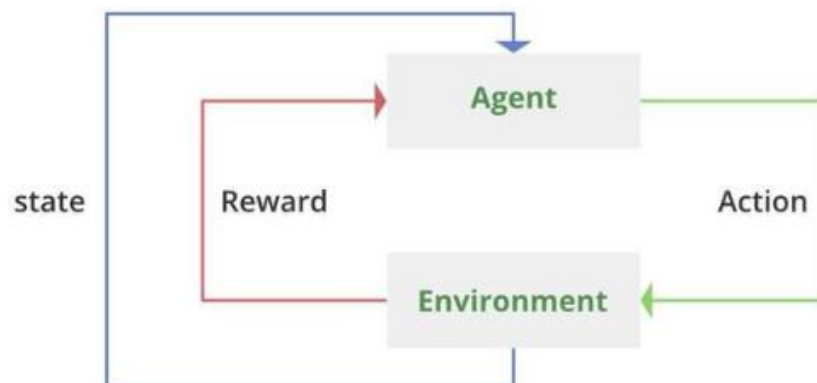 Agent
state
Reward
Action
Environment